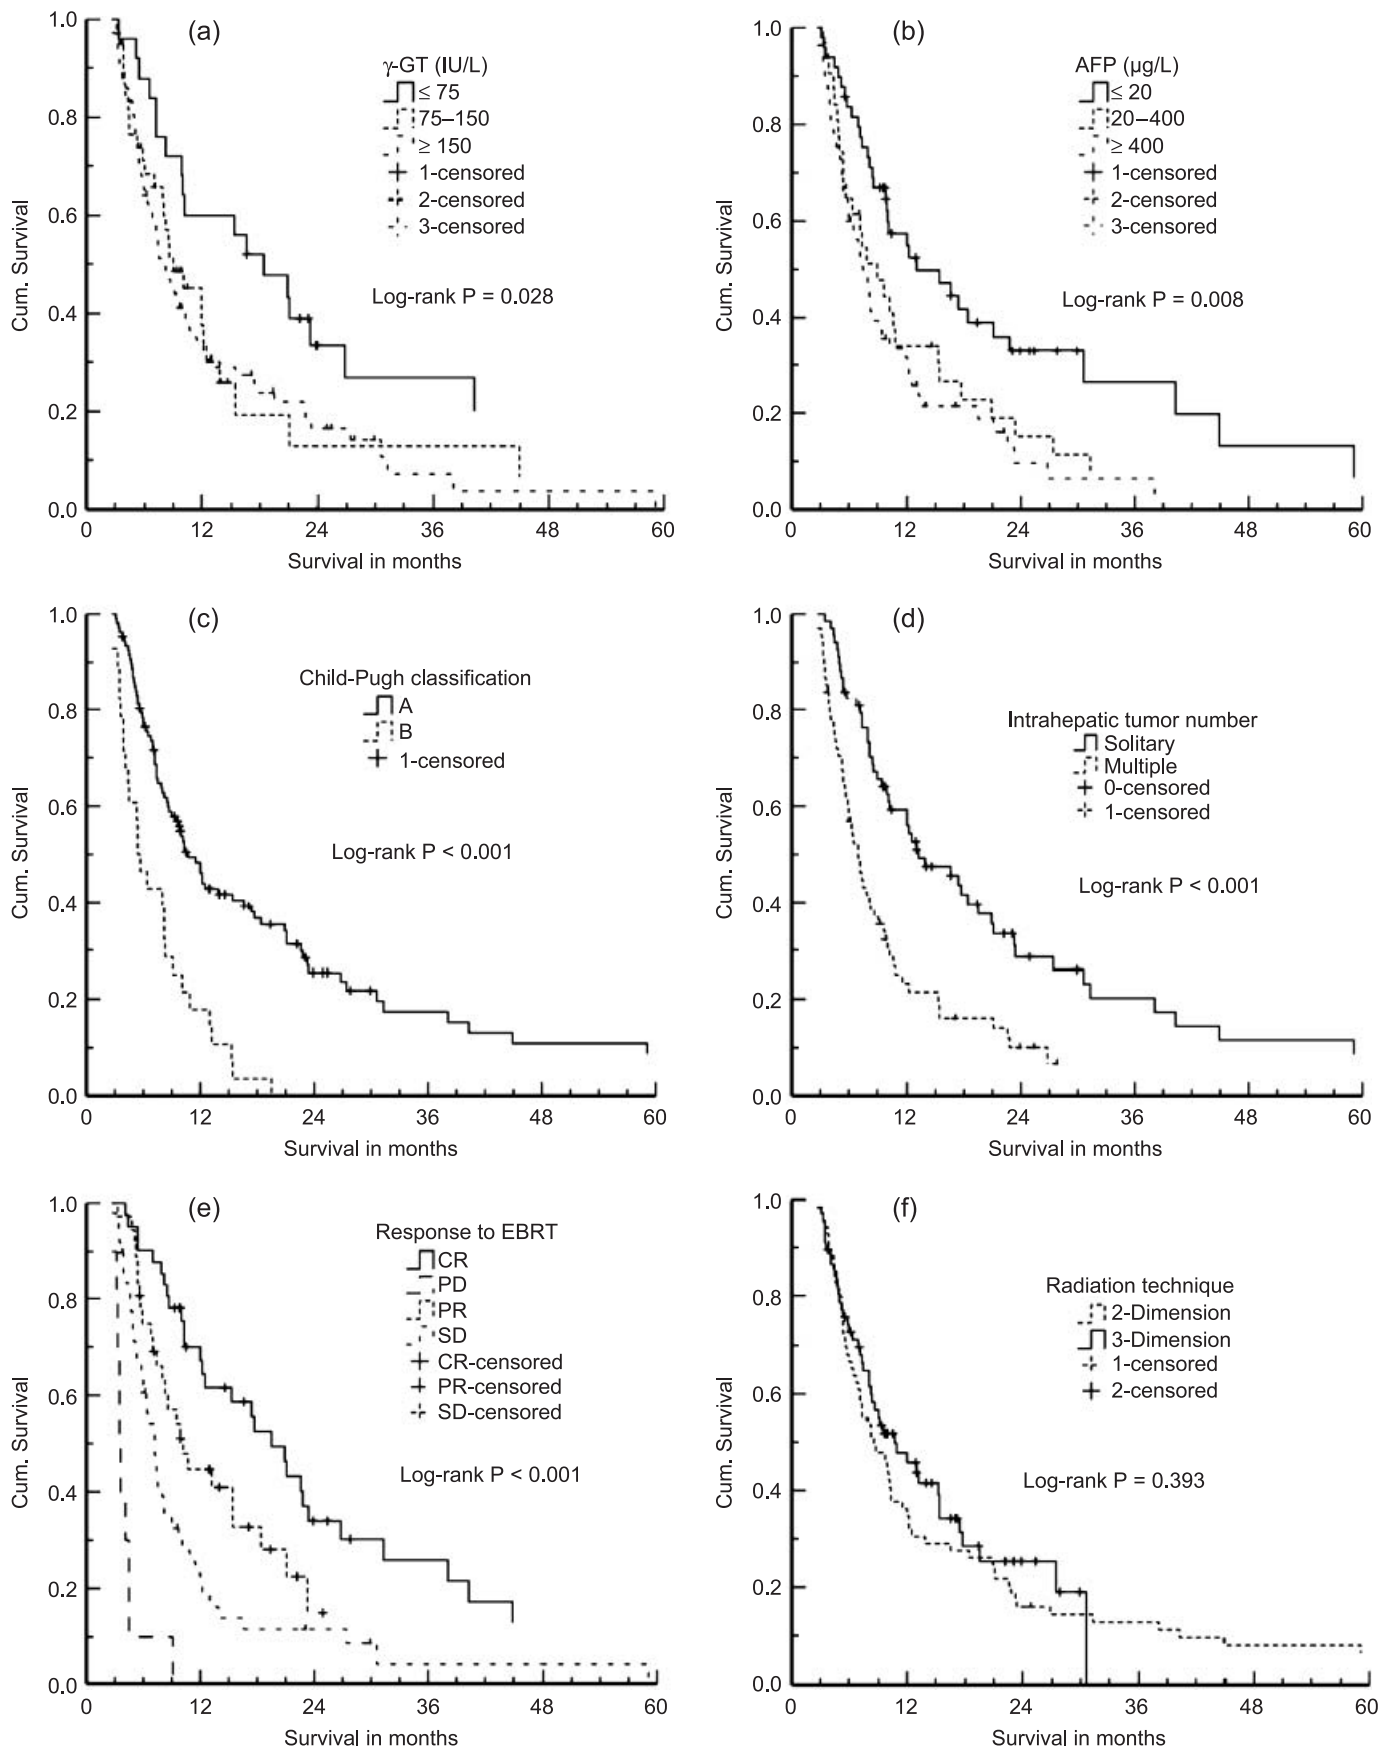 (a)
γ-GT (IU/L)
≤ 75
75–150
≥ 150
1-censored
2-censored
3-censored
Log-rank P = 0.028
Cum. Survival
1.0
0.8
0.6
0.4
0.2
0.0
0 12 24 36 48 60
Survival in months
(b)
AFP (µg/L)
≤ 20
20–400
≥ 400
1-censored
2-censored
3-censored
Log-rank P = 0.008
Cum. Survival
1.0
0.8
0.6
0.4
0.2
0.0
0 12 24 36 48 60
Survival in months
(c)
Child-Pugh classification
A
B
1-censored
Log-rank P < 0.001
Cum. Survival
1.0
0.8
0.6
0.4
0.2
0.0
0 12 24 36 48 60
Survival in months
(d)
Intrahepatic tumor number
Solitary
Multiple
0-censored
1-censored
Log-rank P < 0.001
Cum. Survival
1.0
0.8
0.6
0.4
0.2
0.0
0 12 24 36 48 60
Survival in months
(e)
Response to EBRT
CR
PD
PR
SD
CR-censored
PR-censored
SD-censored
Log-rank P < 0.001
Cum. Survival
1.0
0.8
0.6
0.4
0.2
0.0
0 12 24 36 48 60
Survival in months
(f)
Radiation technique
2-Dimension
3-Dimension
1-censored
2-censored
Log-rank P = 0.393
Cum. Survival
1.0
0.8
0.6
0.4
0.2
0.0
0 12 24 36 48 60
Survival in months